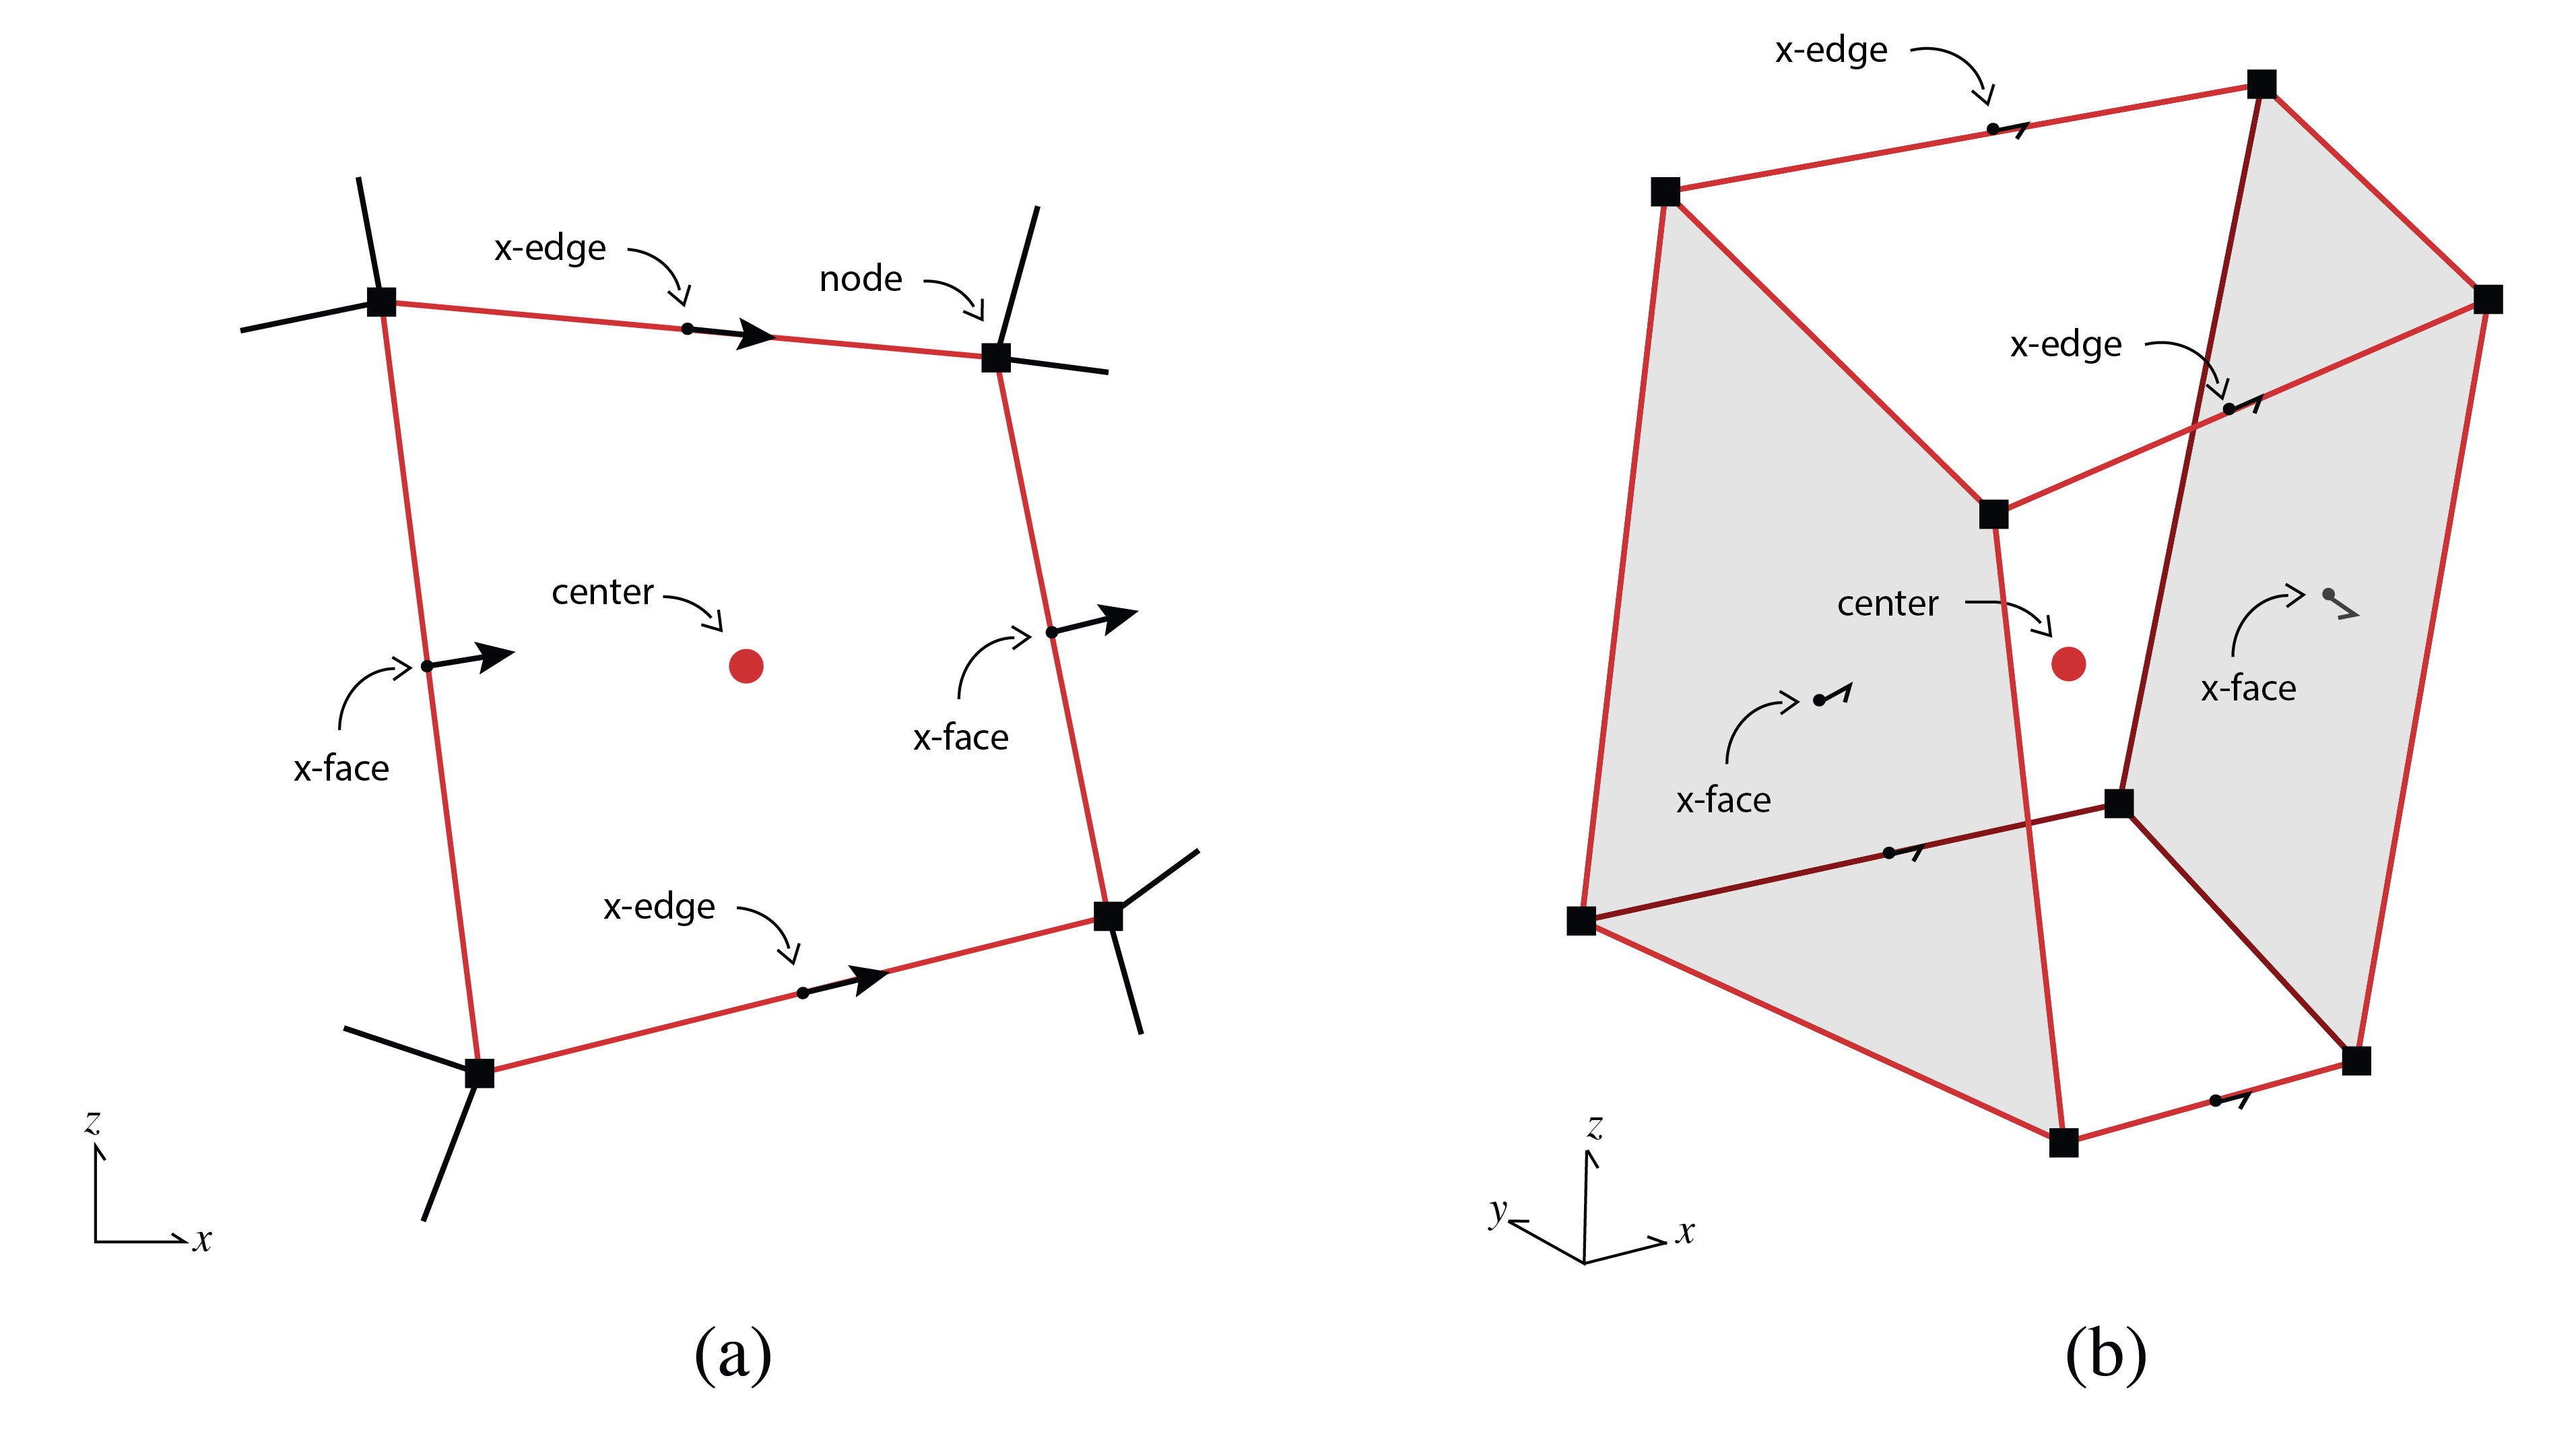 x-edge
node
center
x-face
x-face
x-edge
z
x
(a)
x-edge
x-edge
center
x-face
x-face
z
y
x
(b)